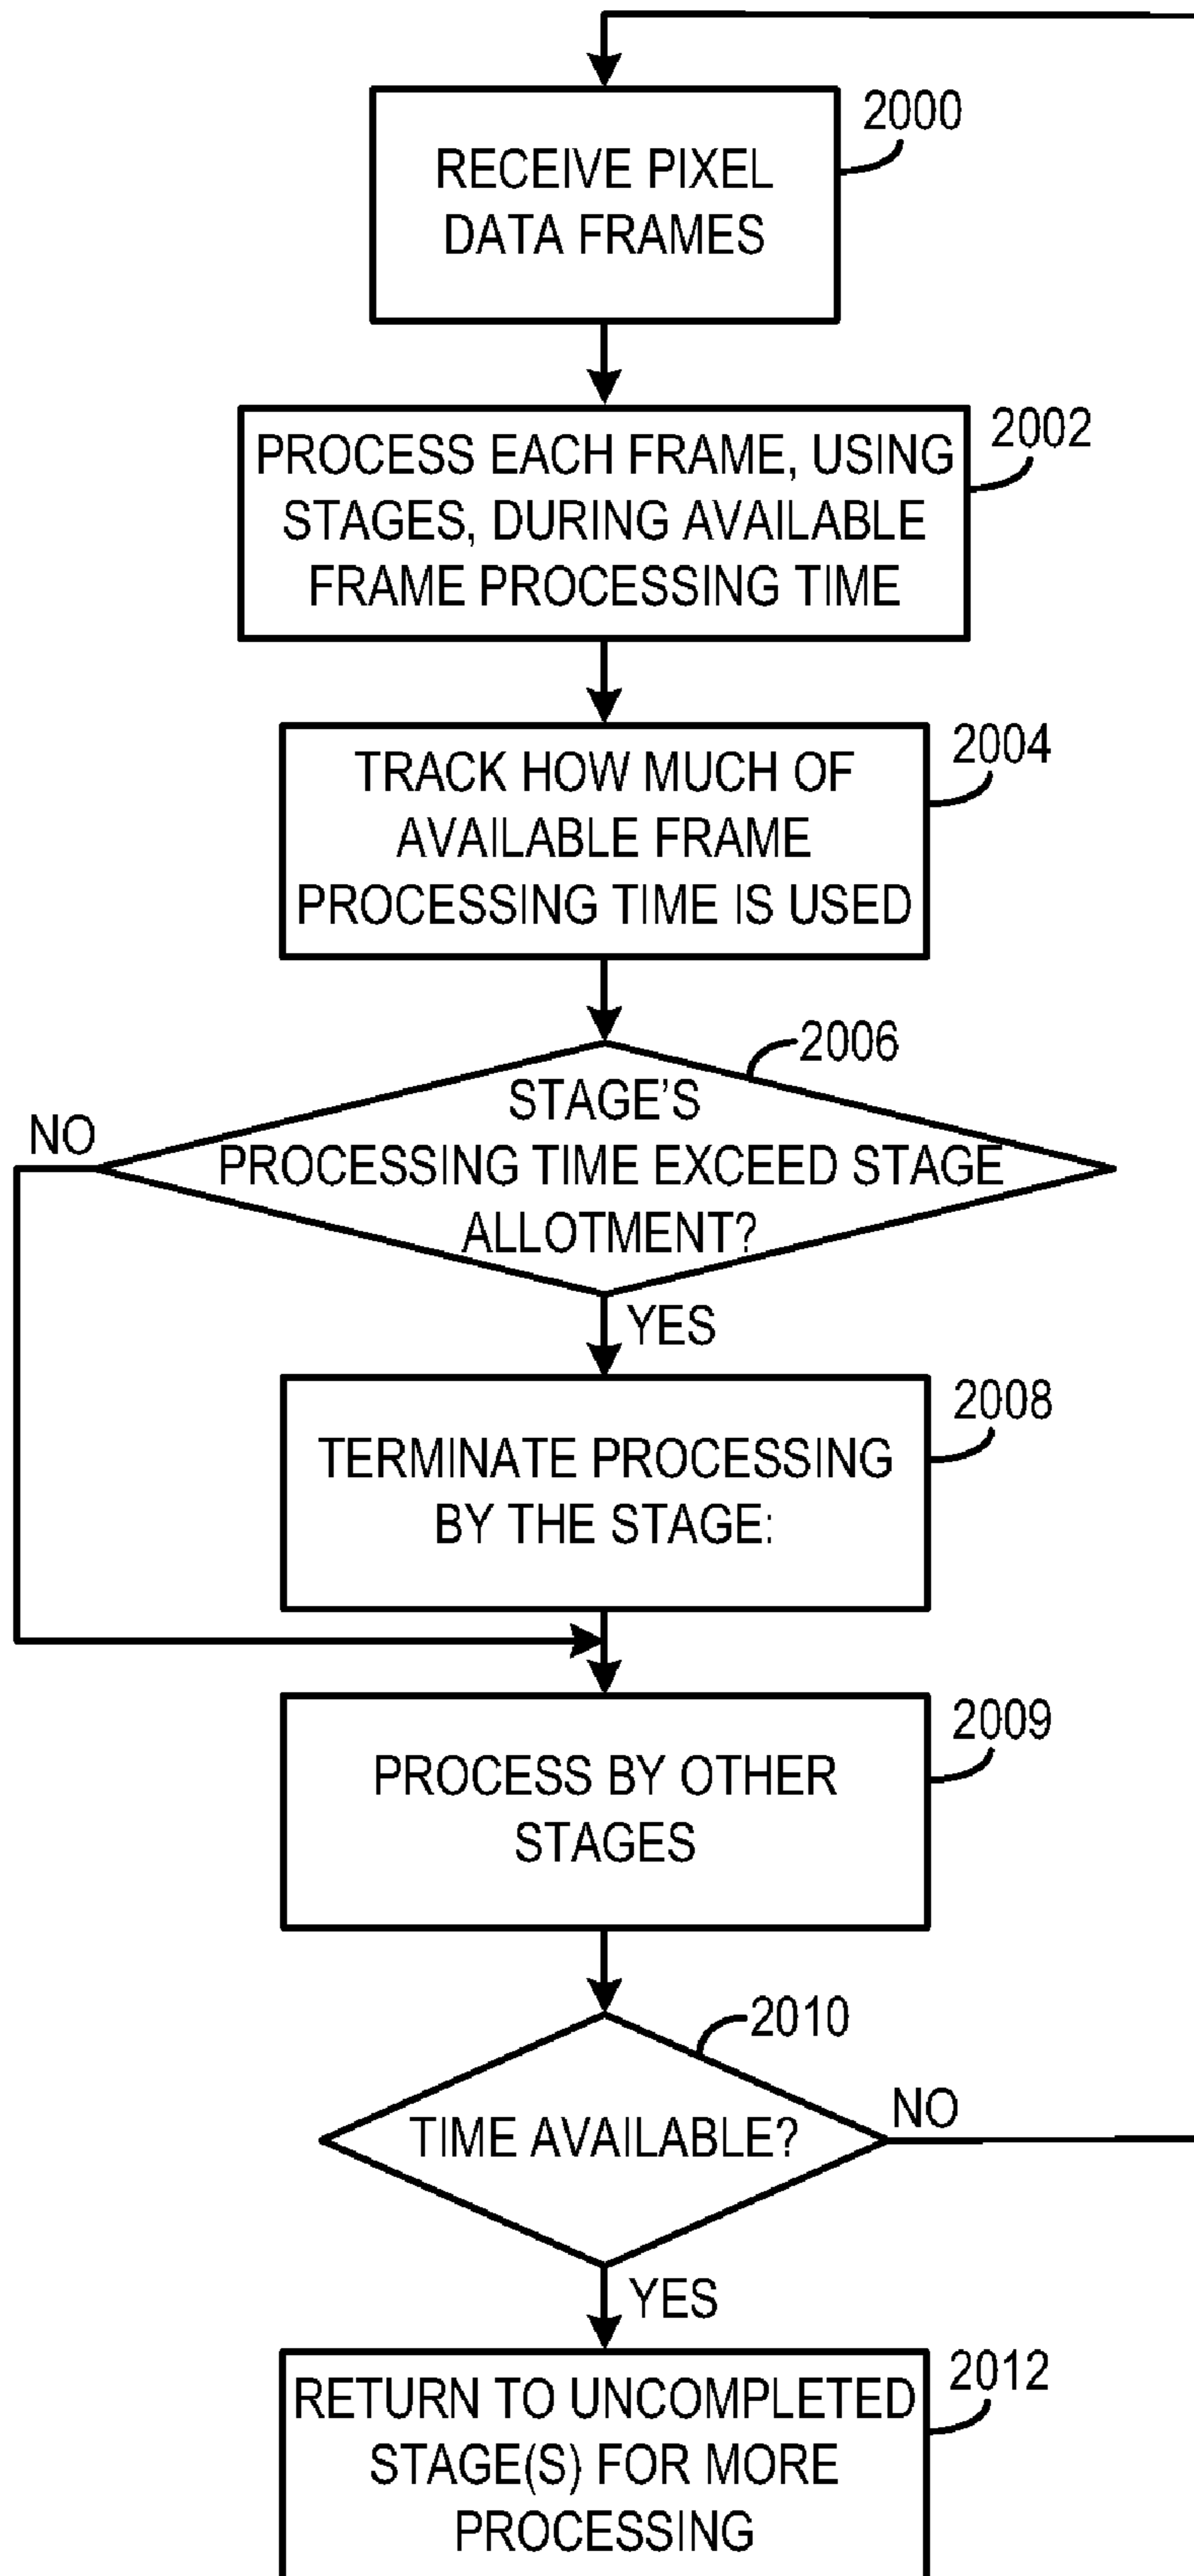 2000
RECEIVE PIXEL
DATA FRAMES
2002
PROCESS EACH FRAME, USING
STAGES, DURING AVAILABLE
FRAME PROCESSING TIME
2004
TRACK HOW MUCH OF
AVAILABLE FRAME
PROCESSING TIME IS USED
2006
STAGE'S
PROCESSING TIME EXCEED STAGE
ALLOTMENT?
NO
YES
2008
TERMINATE PROCESSING
BY THE STAGE:
2009
PROCESS BY OTHER
STAGES
2010
TIME AVAILABLE?
NO
YES
2012
RETURN TO UNCOMPLETED
STAGE(S) FOR MORE
PROCESSING